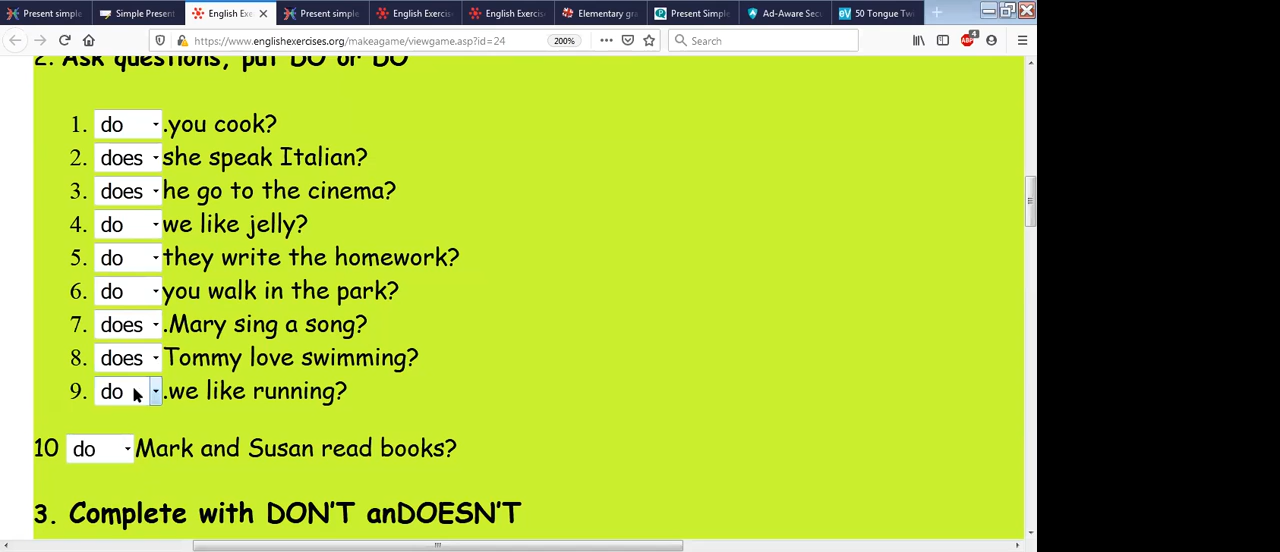 Present simple
Simple Present
English Exe
Present simple
English Exercis
English Exercis
Elementary gra
Present Simple
Ad-Aware Sec
50 Tongue Tw
https://www.englishexercises.org/makeagame/viewgame.asp?id=24
200%
Search
4
2. Ask questions, put DO or DO
1. do .you cook?
2. does she speak Italian?
3. does he go to the cinema?
4. do we like jelly?
5. do they write the homework?
6. do you walk in the park?
7. does .Mary sing a song?
8. does Tommy love swimming?
9. do .we like running?
10 do Mark and Susan read books?
3. Complete with DON'T anDOESN'T